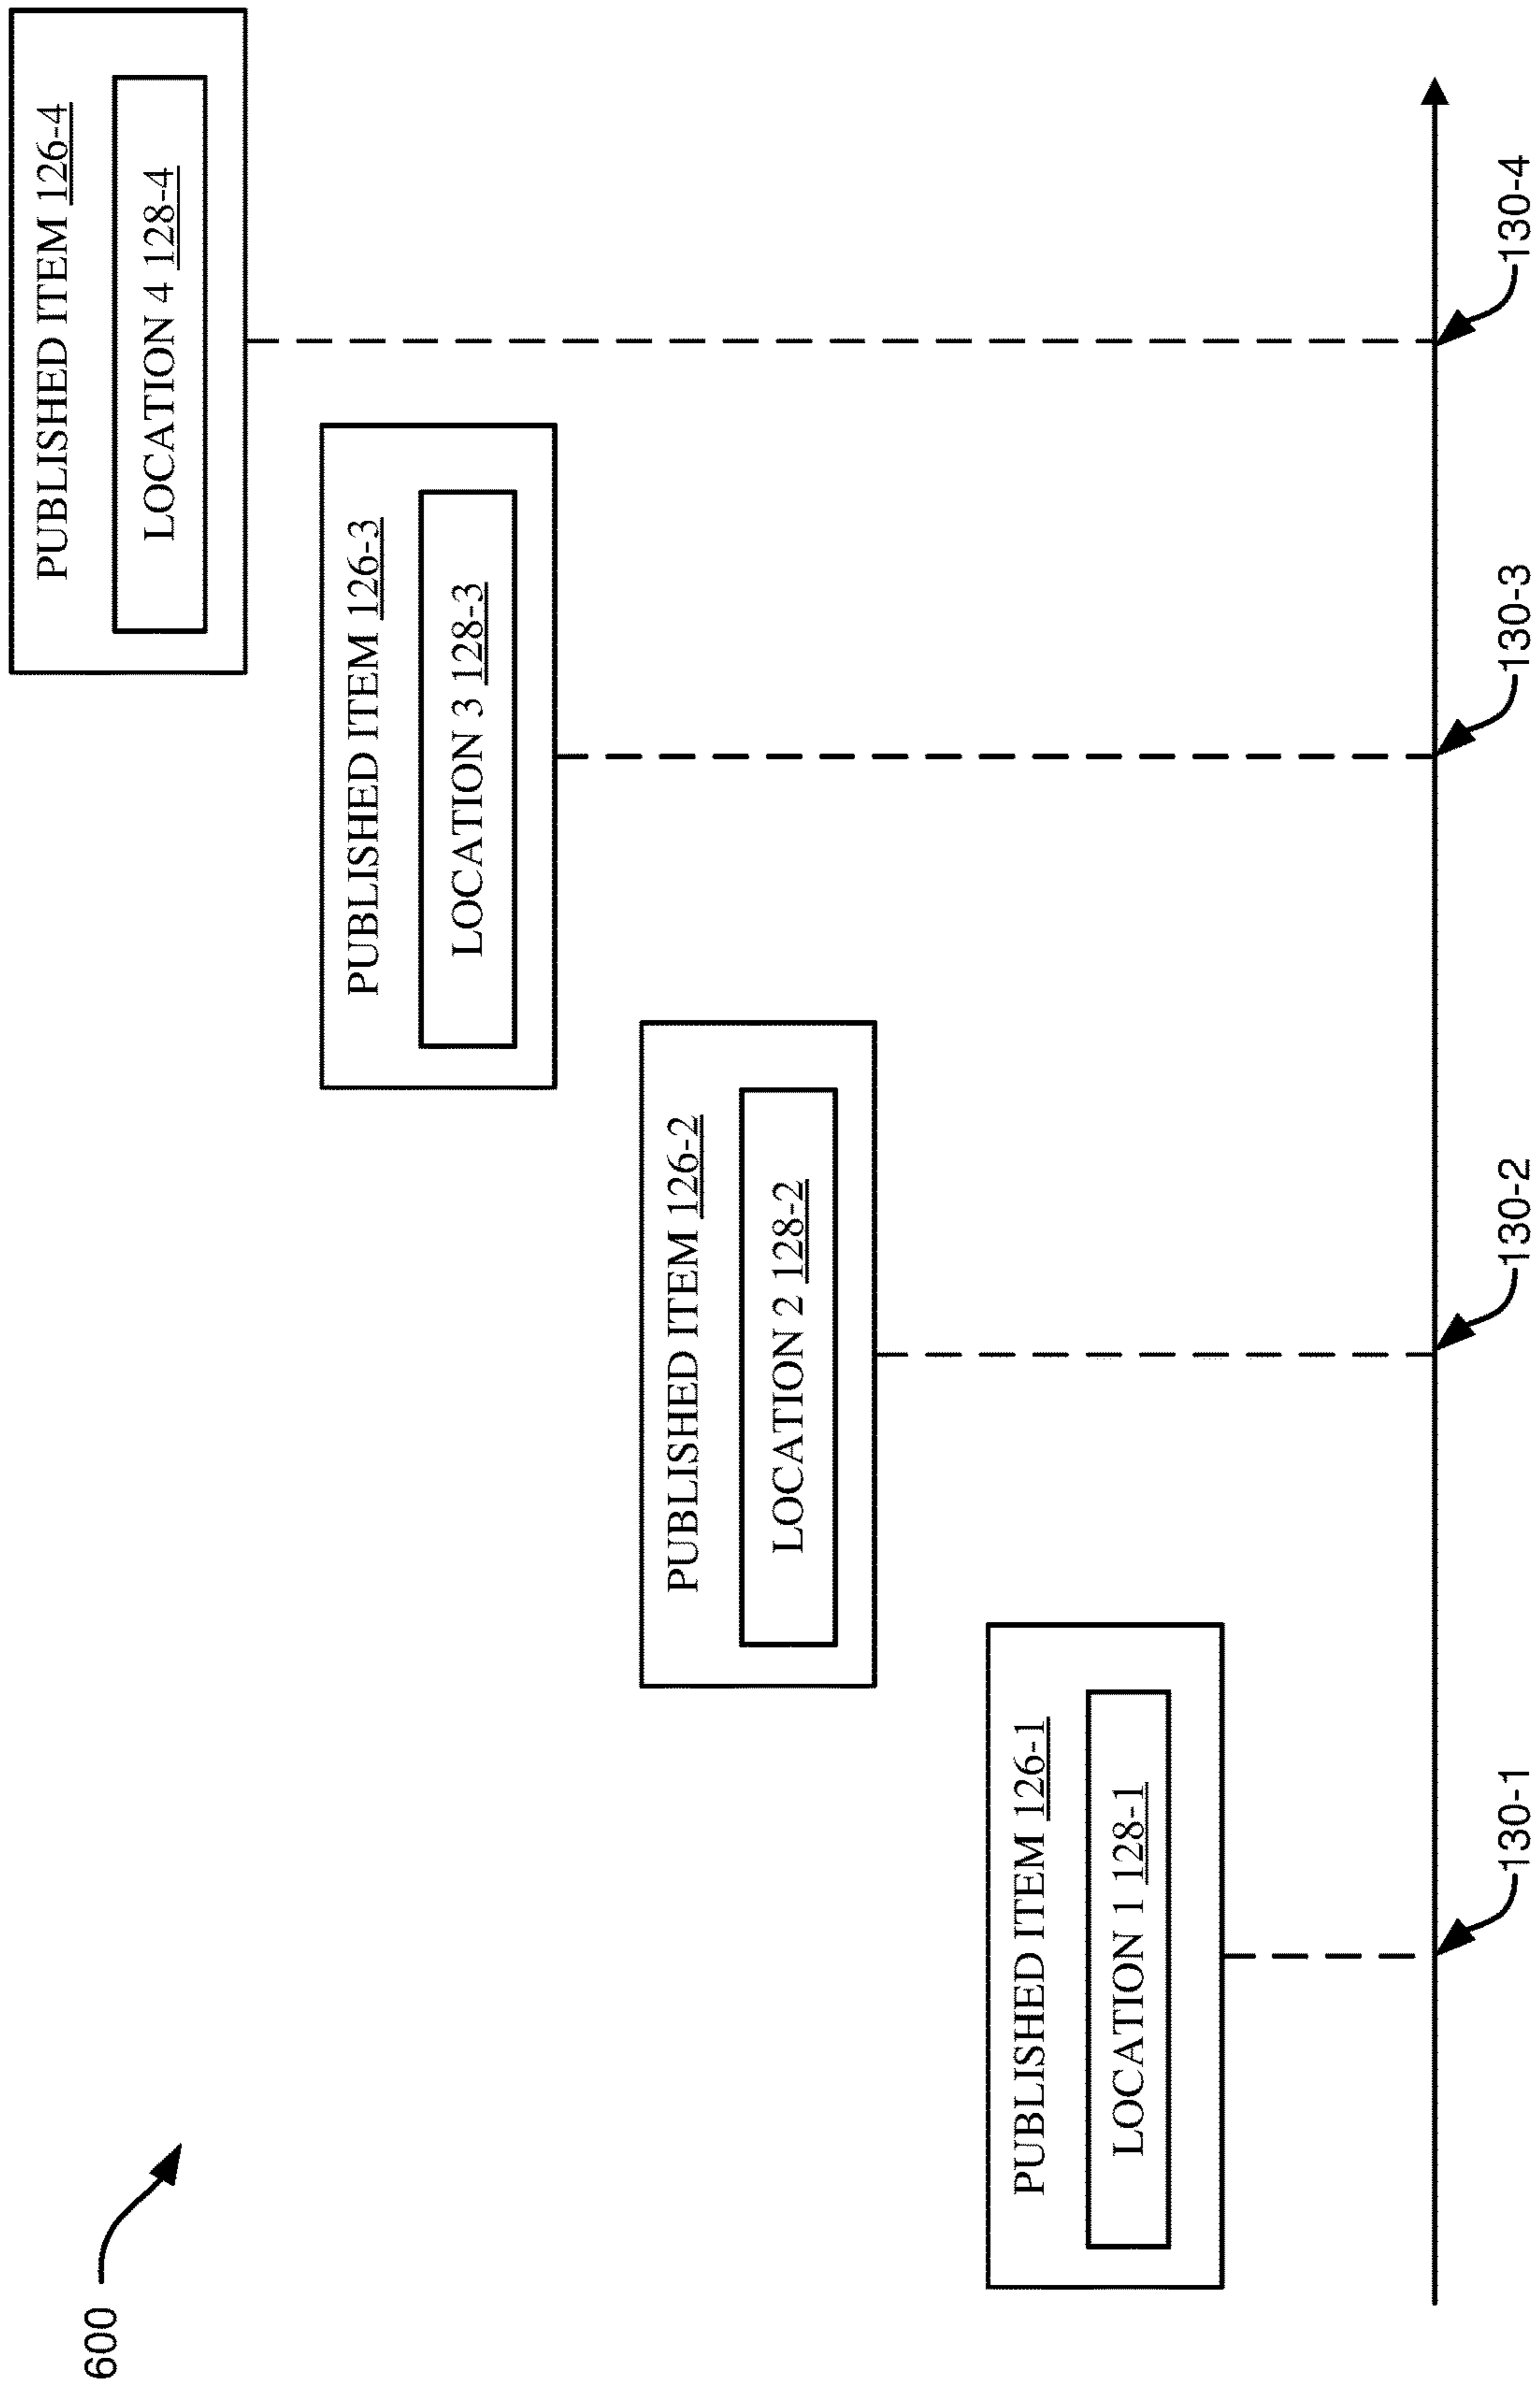 600
PUBLISHED ITEM 126-4
LOCATION 4 128-4
PUBLISHED ITEM 126-3
LOCATION 3 128-3
PUBLISHED ITEM 126-2
LOCATION 2 128-2
PUBLISHED ITEM 126-1
LOCATION 1 128-1
130-1
130-2
130-3
130-4